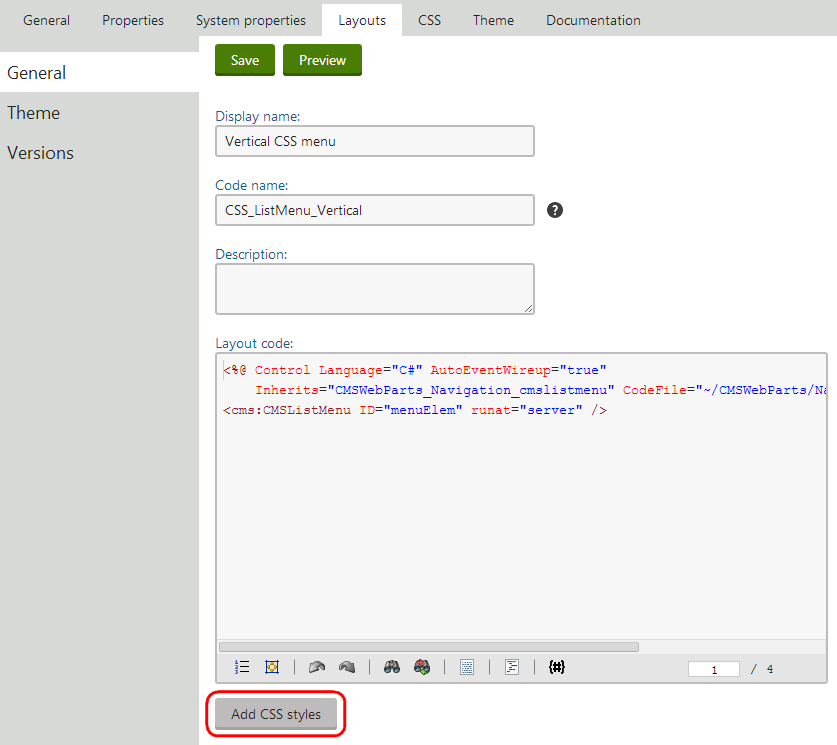 General Properties System properties Layouts CSS Theme Documentation
General
Theme
Versions
Save Preview
Display name:
Vertical CSS menu
Code name:
CSS_ListMenu_Vertical ?
Description:
Layout code:
<%@ Control Language="C#" AutoEventWireup="true"
Inherits="CMSWebParts_Navigation_cmslistmenu" CodeFile="~/CMSWebParts/Na
<cms:CMSListMenu ID="menuElem" runat="server" />
{#} 1 / 4
Add CSS styles